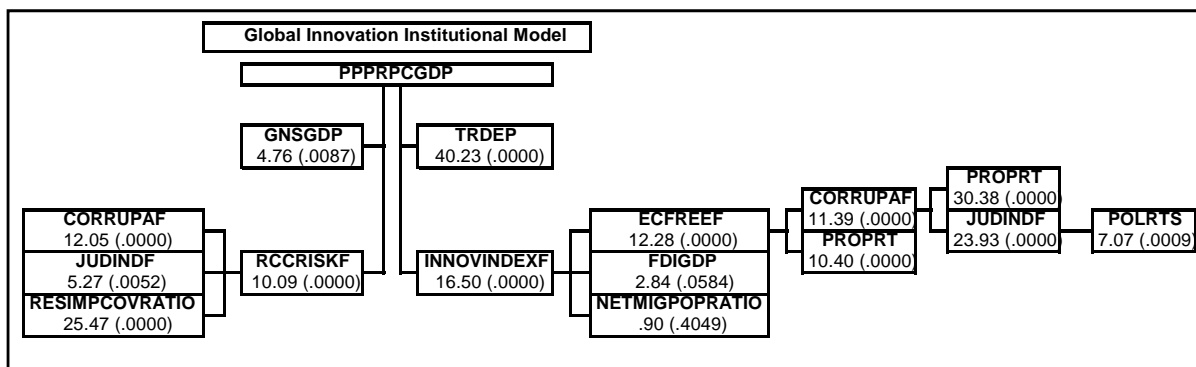 Global Innovation Institutional Model
PPPRPCGDP
GNSGDP
4.76 (.0087)
TRDEP
40.23 (.0000)
CORRUPAF
12.05 (.0000)
JUDINDF
5.27 (.0052)
RESIMPCOVRATIO
25.47 (.0000)
RCCRISKF
10.09 (.0000)
INNOVINDEXF
16.50 (.0000)
ECFREEF
12.28 (.0000)
FDIGDP
2.84 (.0584)
NETMIGPOPRATIO
.90 (.4049)
CORRUPAF
11.39 (.0000)
PROPRT
10.40 (.0000)
PROPRT
30.38 (.0000)
JUDINDF
23.93 (.0000)
POLRTS
7.07 (.0009)